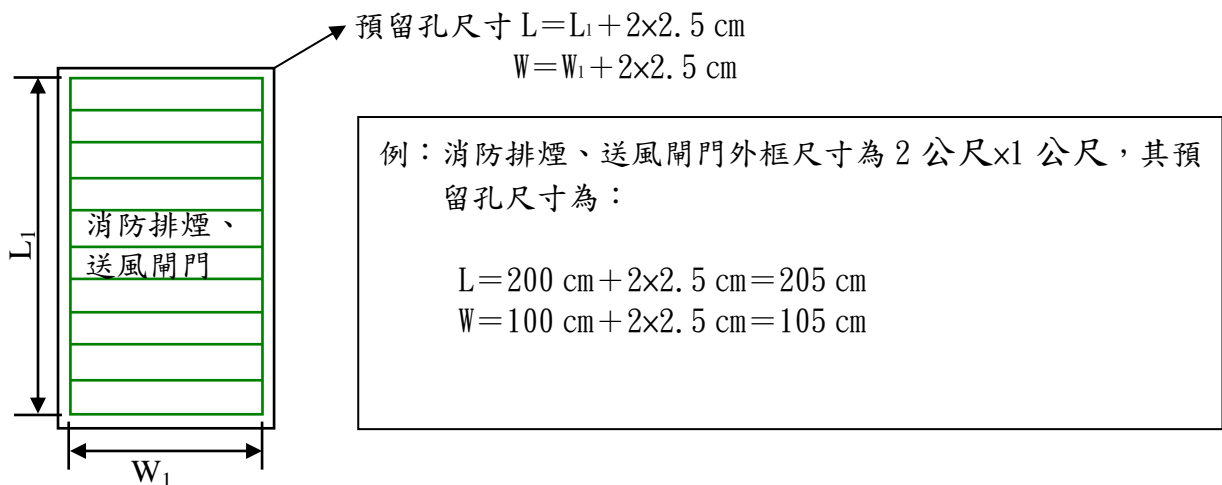 預留孔尺寸 L=L₁+2×2.5 cm
W=W₁+2×2.5 cm
例：消防排煙、送風閘門外框尺寸為 2 公尺×1 公尺，其預
留孔尺寸為：
L=200 cm+2×2.5 cm=205 cm
W=100 cm+2×2.5 cm=105 cm
消防排煙、
送風閘門
L₁
W₁